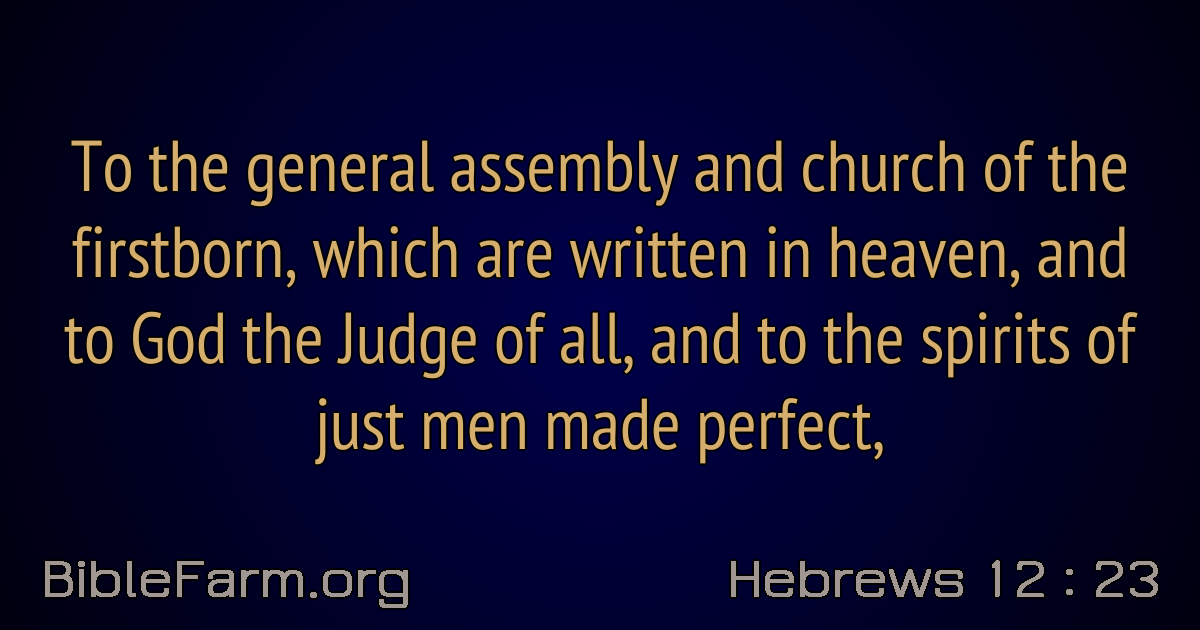 To the general assembly and church of the
firstborn, which are written in heaven, and
to God the Judge of all, and to the spirits of
just men made perfect,
BibleFarm.org
Hebrews 12 : 23